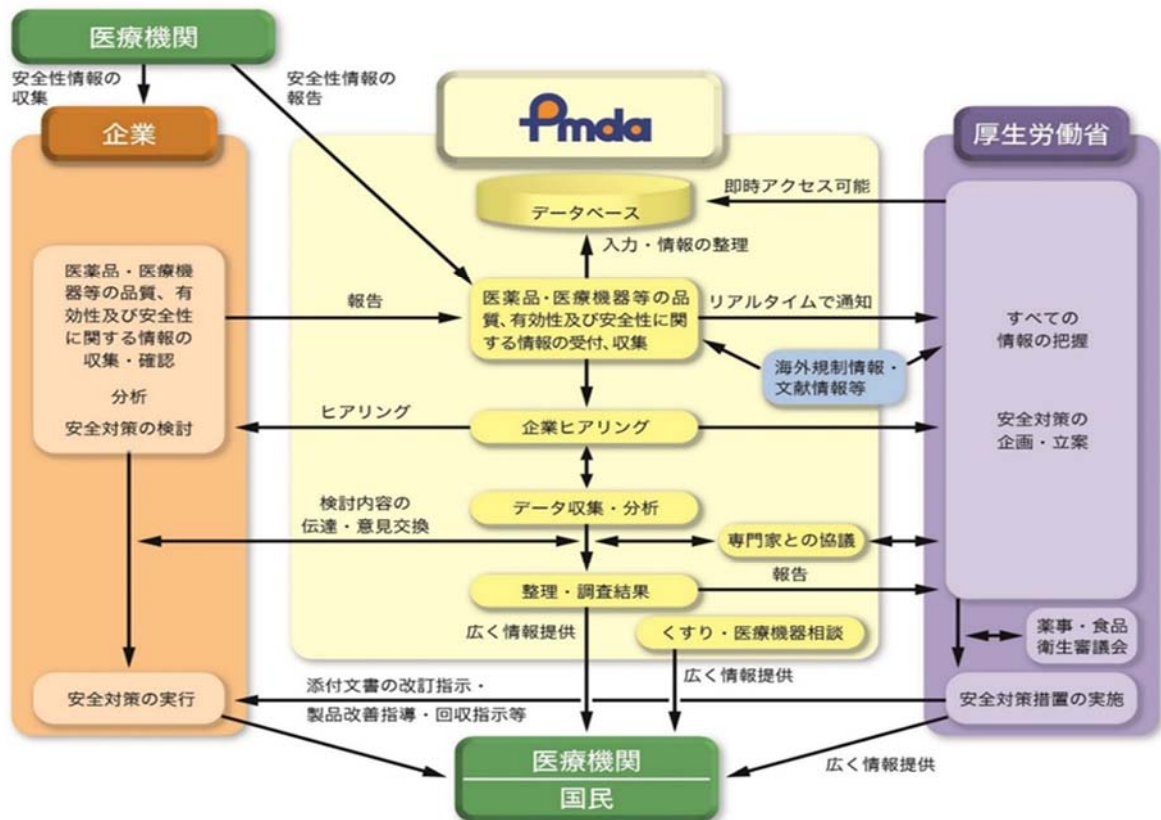 医療機関
安全性情報の
収集
安全性情報の
報告
企業
pmda
厚生労働省
即時アクセス可能
データベース
入力・情報の整理
医薬品・医療機
器等の品質、有
効性及び安全性
に関する情報の
収集・確認
分析
安全対策の検討
報告
医薬品・医療機器等の品
質、有効性及び安全性に関
する情報の受付、収集
リアルタイムで通知
すべての
情報の把握
海外規制情報・
文献情報等
ヒアリング
企業ヒアリング
安全対策の
企画・立案
検討内容の
伝達・意見交換
データ収集・分析
専門家との協議
整理・調査結果
報告
広く情報提供
くすり・医療機器相談
薬事・食品
衛生審議会
広く情報提供
安全対策の実行
添付文書の改訂指示・
製品改善指導・回収指示等
安全対策措置の実施
医療機関
国民
広く情報提供